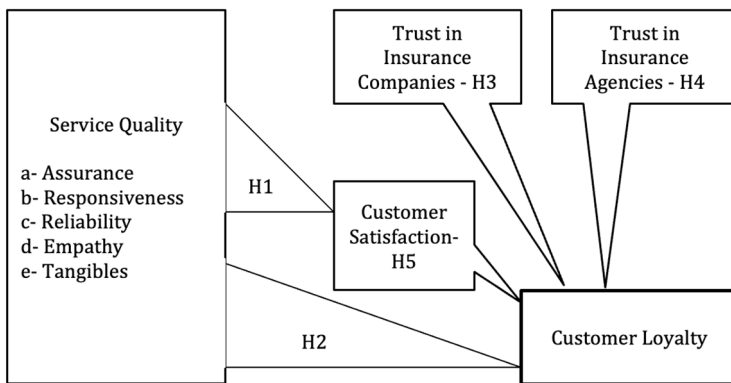 Service Quality
a- Assurance
b- Responsiveness
c- Reliability
d- Empathy
e- Tangibles
H1
H2
Customer
Satisfaction-
H5
Trust in
Insurance
Companies - H3
Trust in
Insurance
Agencies - H4
Customer Loyalty